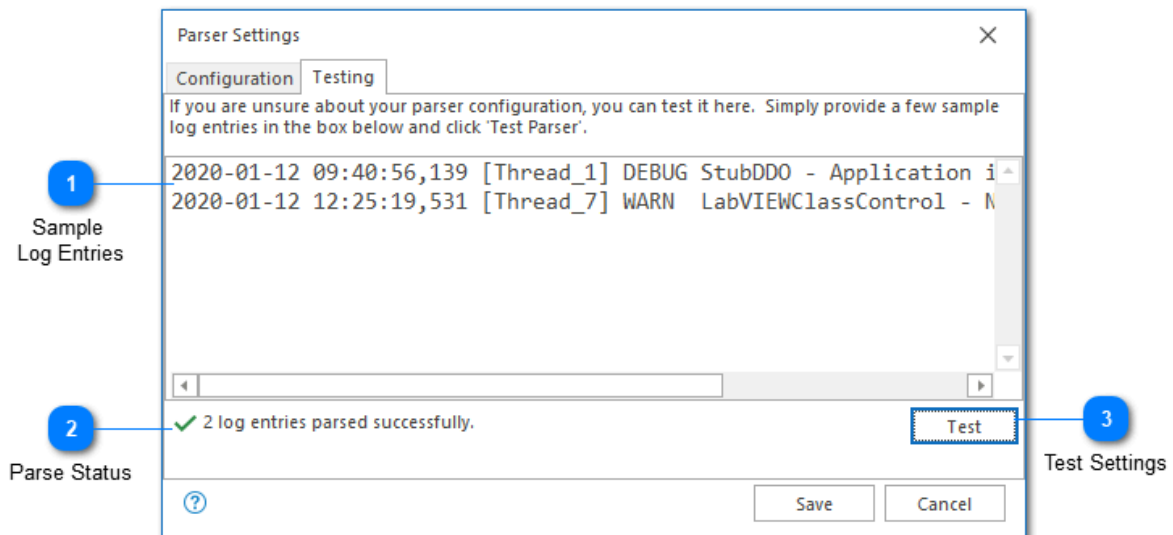 Parser Settings
Configuration Testing
If you are unsure about your parser configuration, you can test it here. Simply provide a few sample
log entries in the box below and click 'Test Parser'.
2020-01-12 09:40:56,139 [Thread_1] DEBUG StubDDO - Application i
2020-01-12 12:25:19,531 [Thread_7] WARN  LabVIEWClassControl - N
1
Sample
Log Entries
2 log entries parsed successfully.
Test
2
Parse Status
3
Test Settings
?
Save
Cancel